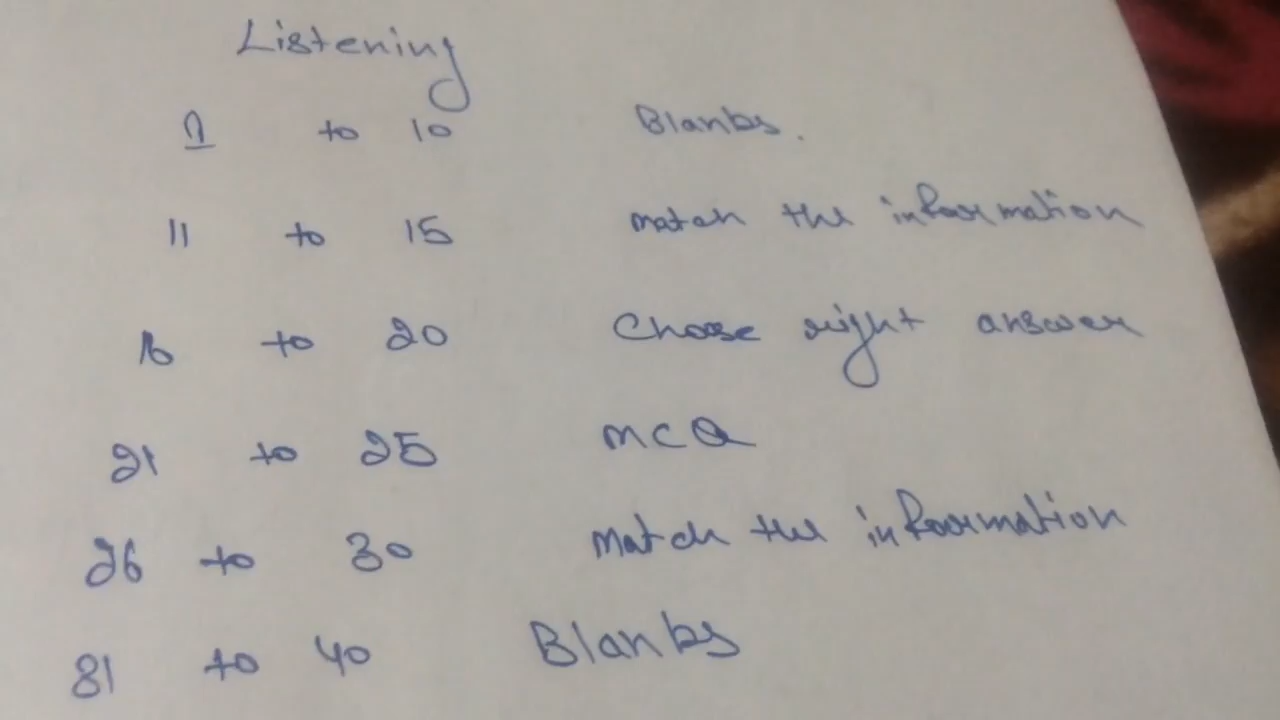 Listening
1 to 10 Blanks.
11 to 15 match the information
16 to 20 Choose right answer
21 to 25 MCQ
26 to 30 Match the information
31 to 40 Blanks